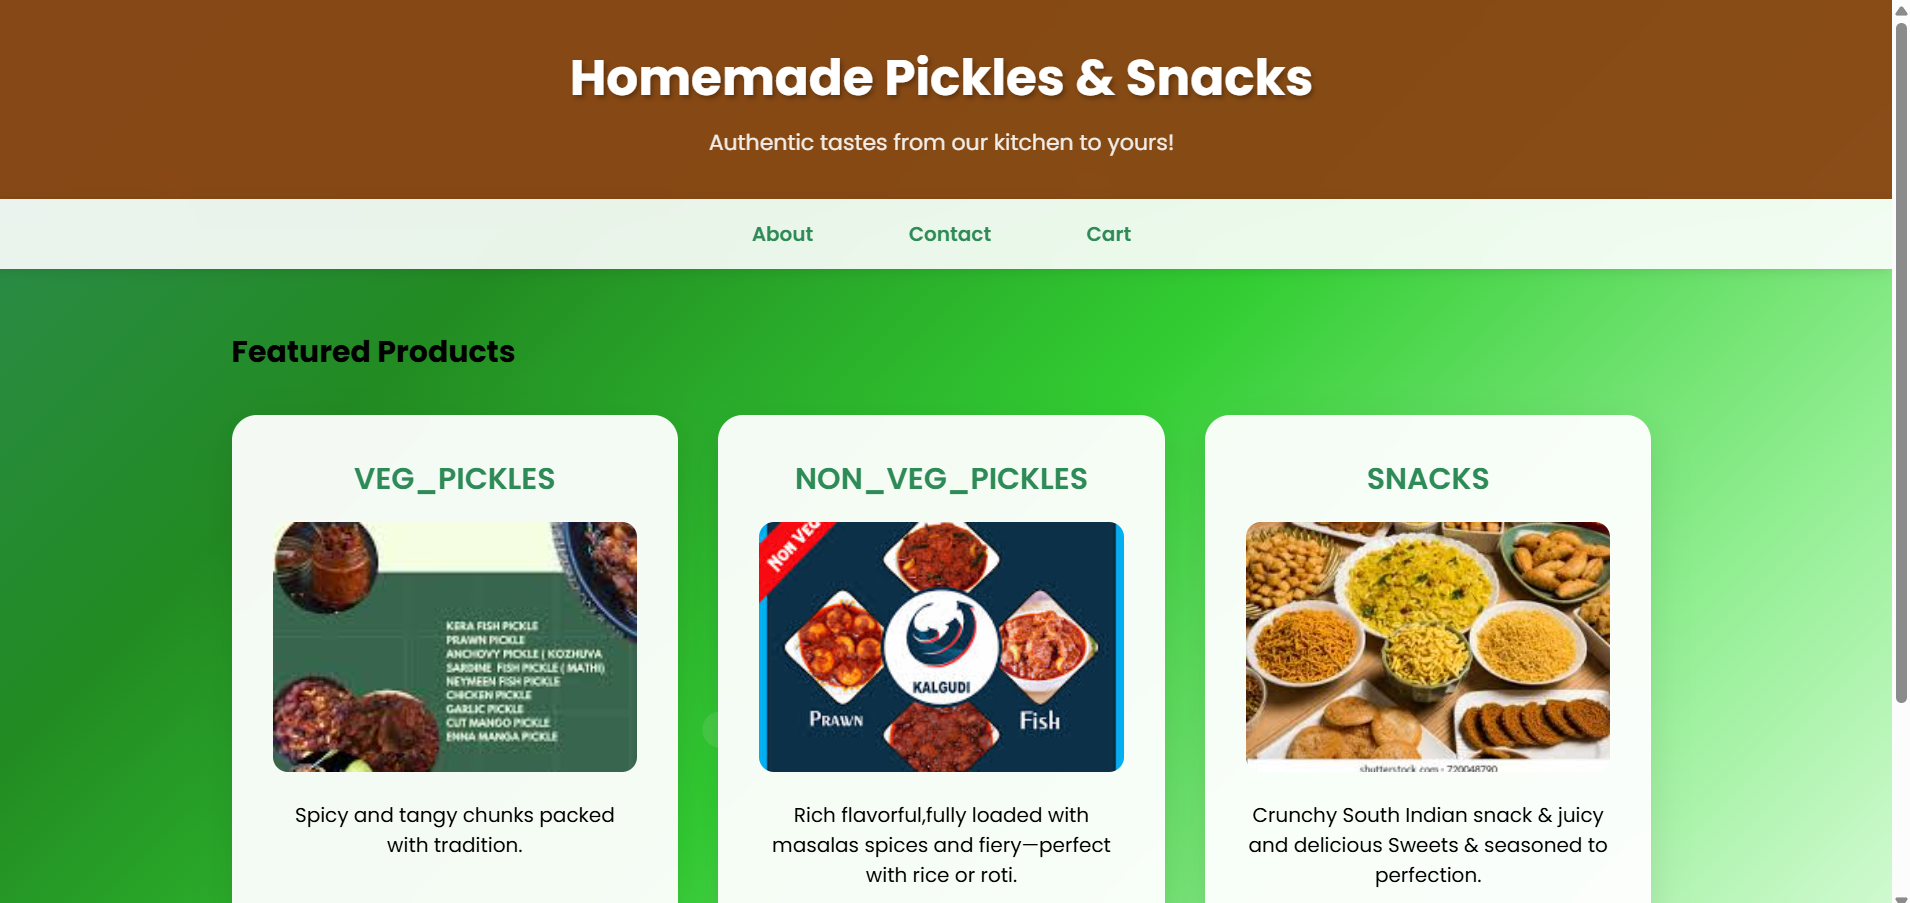 Homemade Pickles & Snacks
Authentic tastes from our kitchen to yours!
About
Contact
Cart
Featured Products
VEG_PICKLES
KERA FISH PICKLE
PRAWN PICKLE
ANCHOVY PICKLE ( KOZHUVA
SARDINE FISH PICKLE ( MATHI)
NEYMEEN FISH PICKLE
CHICKEN PICKLE
GARLIC PICKLE
CUT MANGO PICKLE
ENNA MANGA PICKLE
Spicy and tangy chunks packed
with tradition.
NON_VEG_PICKLES
NON VEG
KALGUDI
PRAWN
Fish
Rich flavorful,fully loaded with
masalas spices and fiery—perfect
with rice or roti.
SNACKS
shutterstock.com · 720048790
Crunchy South Indian snack & juicy
and delicious Sweets & seasoned to
perfection.